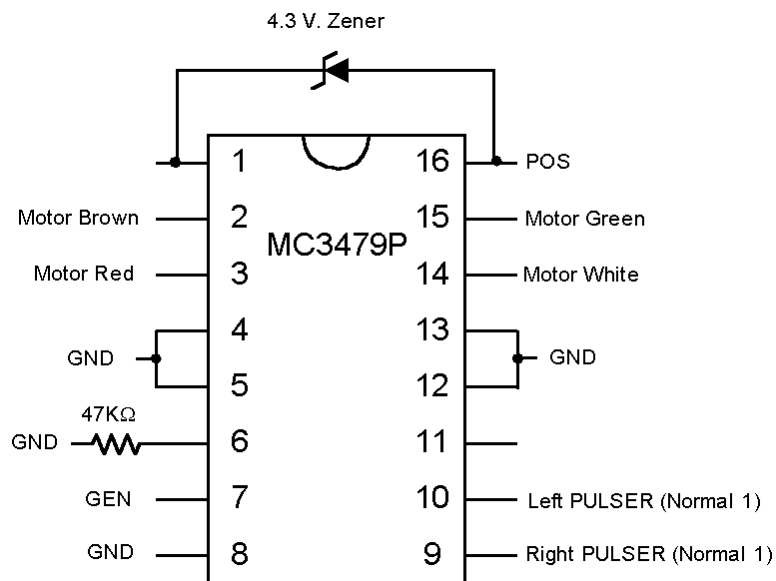 4.3 V. Zener
1 16 POS
Motor Brown 2 15 Motor Green
MC3479P
Motor Red 3 14 Motor White
4 13
GND GND
5 12
47KΩ
GND 6 11
GEN 7 10 Left PULSER (Normal 1)
GND 8 9 Right PULSER (Normal 1)